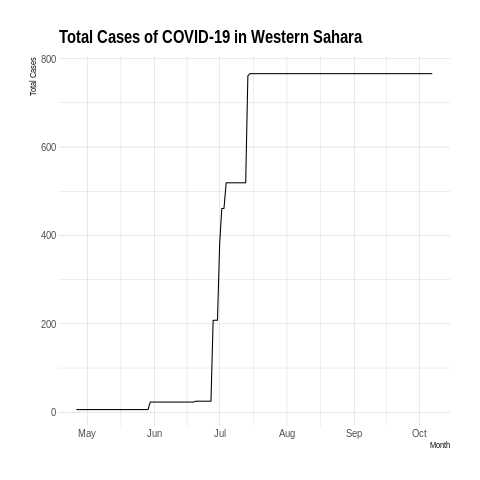 Total Cases of COVID-19 in Western Sahara
Total Cases
800
600
400
200
0
May Jun Jul Aug Sep Oct
Month